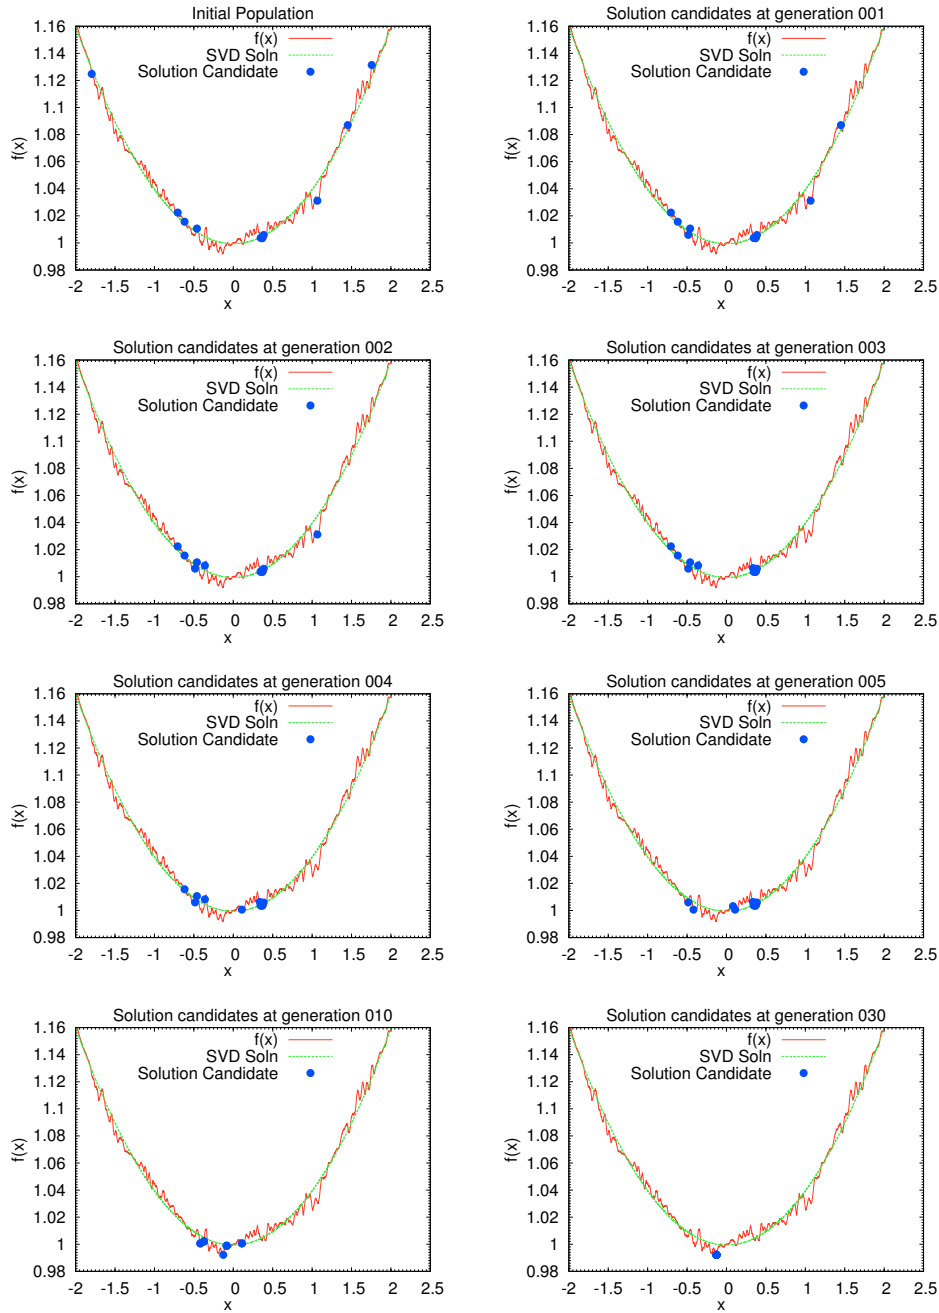 Initial Population
f(x)
SVD Soln
Solution Candidate
1.16
1.14
1.12
1.1
1.08
1.06
1.04
1.02
1
0.98
f(x)
-2 -1.5 -1 -0.5 0 0.5 1 1.5 2 2.5
x
Solution candidates at generation 001
f(x)
SVD Soln
Solution Candidate
1.16
1.14
1.12
1.1
1.08
1.06
1.04
1.02
1
0.98
f(x)
-2 -1.5 -1 -0.5 0 0.5 1 1.5 2 2.5
x
Solution candidates at generation 002
f(x)
SVD Soln
Solution Candidate
1.16
1.14
1.12
1.1
1.08
1.06
1.04
1.02
1
0.98
f(x)
-2 -1.5 -1 -0.5 0 0.5 1 1.5 2 2.5
x
Solution candidates at generation 003
f(x)
SVD Soln
Solution Candidate
1.16
1.14
1.12
1.1
1.08
1.06
1.04
1.02
1
0.98
f(x)
-2 -1.5 -1 -0.5 0 0.5 1 1.5 2 2.5
x
Solution candidates at generation 004
f(x)
SVD Soln
Solution Candidate
1.16
1.14
1.12
1.1
1.08
1.06
1.04
1.02
1
0.98
f(x)
-2 -1.5 -1 -0.5 0 0.5 1 1.5 2 2.5
x
Solution candidates at generation 005
f(x)
SVD Soln
Solution Candidate
1.16
1.14
1.12
1.1
1.08
1.06
1.04
1.02
1
0.98
f(x)
-2 -1.5 -1 -0.5 0 0.5 1 1.5 2 2.5
x
Solution candidates at generation 010
f(x)
SVD Soln
Solution Candidate
1.16
1.14
1.12
1.1
1.08
1.06
1.04
1.02
1
0.98
f(x)
-2 -1.5 -1 -0.5 0 0.5 1 1.5 2 2.5
x
Solution candidates at generation 030
f(x)
SVD Soln
Solution Candidate
1.16
1.14
1.12
1.1
1.08
1.06
1.04
1.02
1
0.98
f(x)
-2 -1.5 -1 -0.5 0 0.5 1 1.5 2 2.5
x